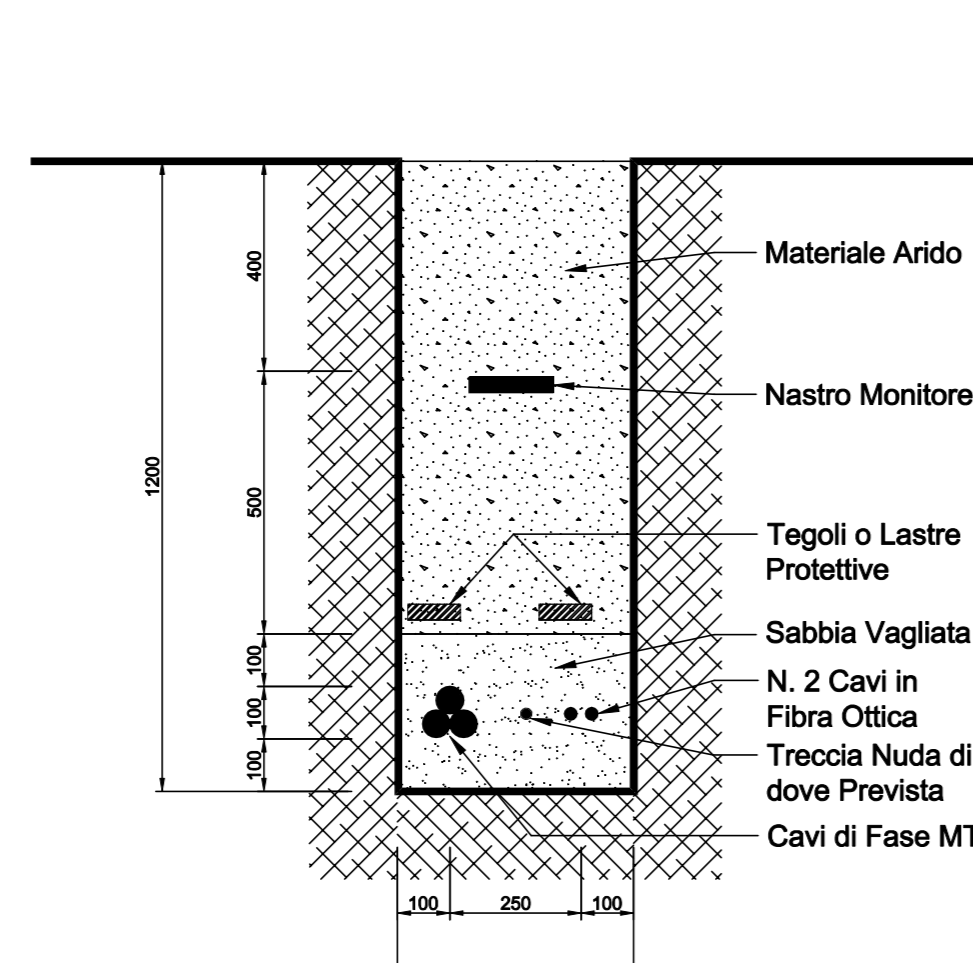 Materiale Arido
400
Nastro Monitore
1200
500
Tegoli o Lastre
Protettive
Sabbia Vagliata
100
N. 2 Cavi in
Fibra Ottica
100
Treccia Nuda di
dove Prevista
100
Cavi di Fase MT
100 250 100